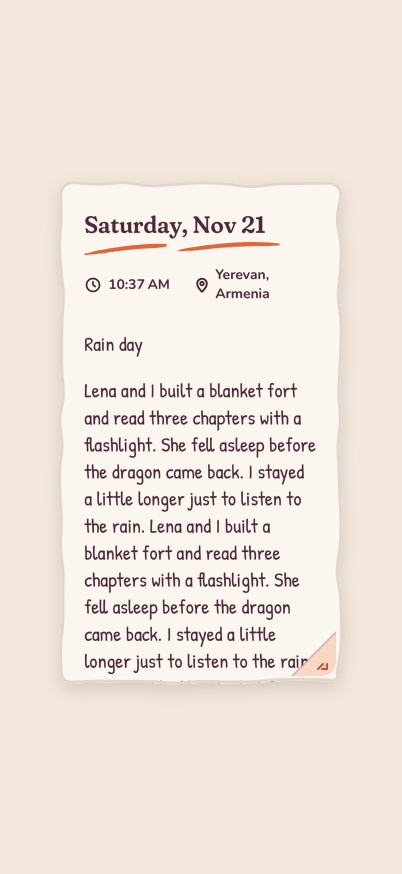 Saturday, Nov 21
10:37 AM
Yerevan,
Armenia
Rain day
Lena and I built a blanket fort
and read three chapters with a
flashlight. She fell asleep before
the dragon came back. I stayed
a little longer just to listen to
the rain. Lena and I built a
blanket fort and read three
chapters with a flashlight. She
fell asleep before the dragon
came back. I stayed a little
longer just to listen to the rain